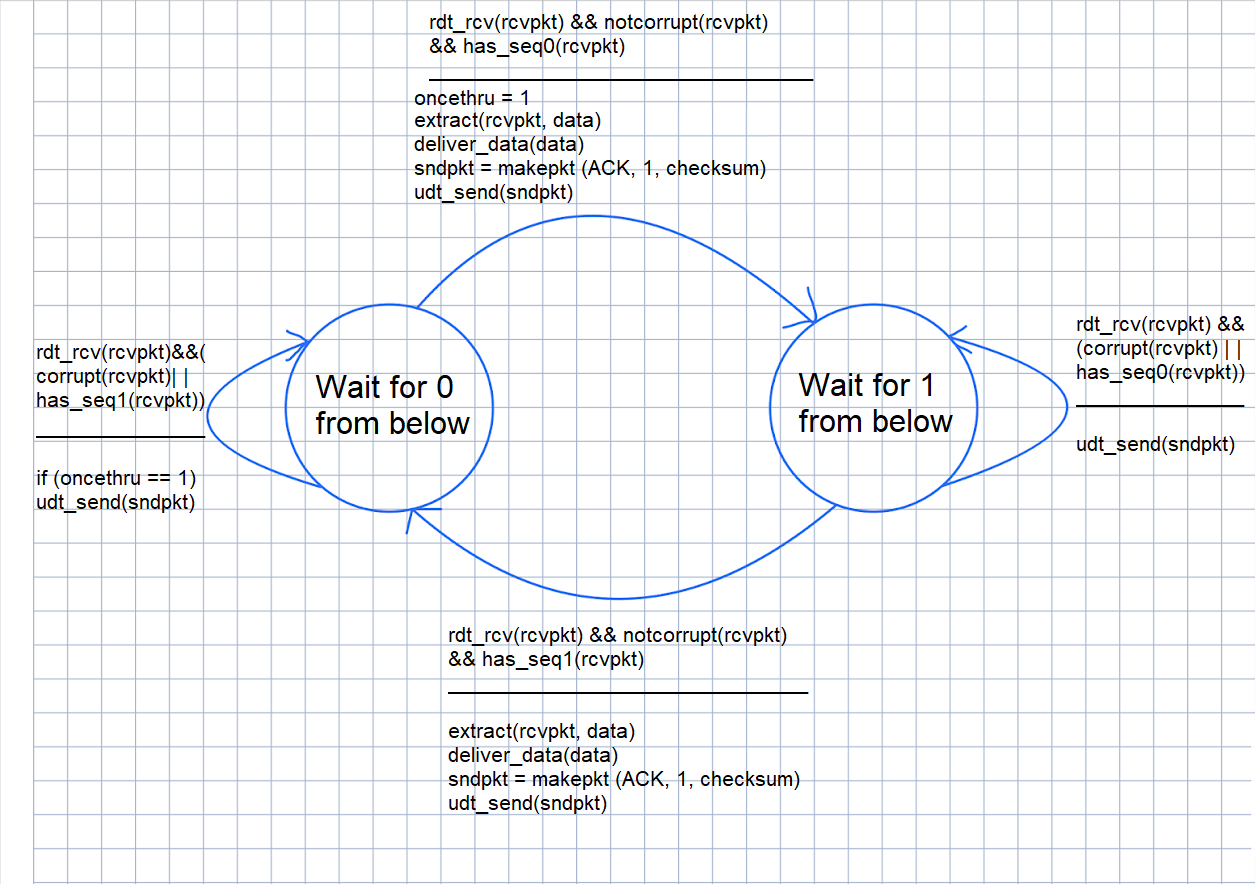 rdt_rcv(rcvpkt) && notcorrupt(rcvpkt)
&& has_seq0(rcvpkt)
oncethru = 1
extract(rcvpkt, data)
deliver_data(data)
sndpkt = makepkt (ACK, 1, checksum)
udt_send(sndpkt)
rdt_rcv(rcvpkt)&&(
corrupt(rcvpkt)| |
has_seq1(rcvpkt))
if (oncethru == 1)
udt_send(sndpkt)
Wait for 0
from below
Wait for 1
from below
rdt_rcv(rcvpkt) &&
(corrupt(rcvpkt) | |
has_seq0(rcvpkt))
udt_send(sndpkt)
rdt_rcv(rcvpkt) && notcorrupt(rcvpkt)
&& has_seq1(rcvpkt)
extract(rcvpkt, data)
deliver_data(data)
sndpkt = makepkt (ACK, 1, checksum)
udt_send(sndpkt)